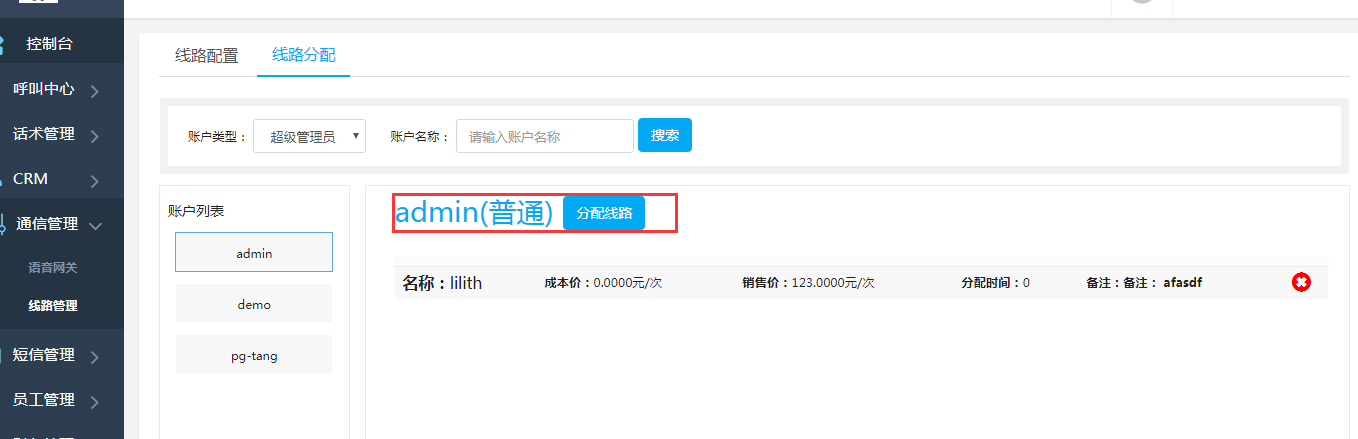 控制台
呼叫中心
话术管理
CRM
通信管理
语音网关
线路管理
短信管理
员工管理
线路配置 线路分配
账户类型： 超级管理员 账户名称： 请输入账户名称 搜索
账户列表
admin
demo
pg-tang
admin(普通) 分配线路
名称：lilith 成本价：0.0000元/次 销售价：123.0000元/次 分配时间：0 备注：备注： afasdf